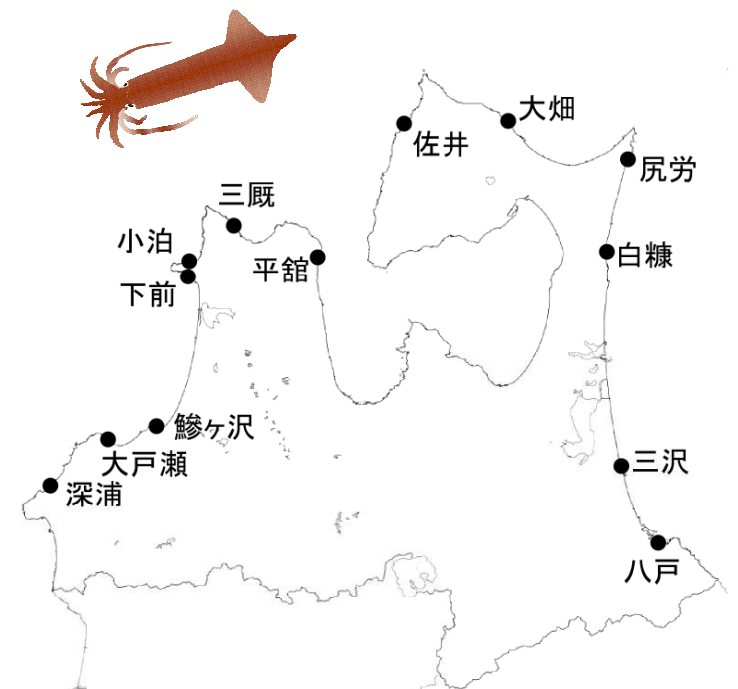 大畑
佐井
尻労
三厩
小泊
白糠
平舘
下前
鰺ヶ沢
大戸瀬
三沢
深浦
八戸